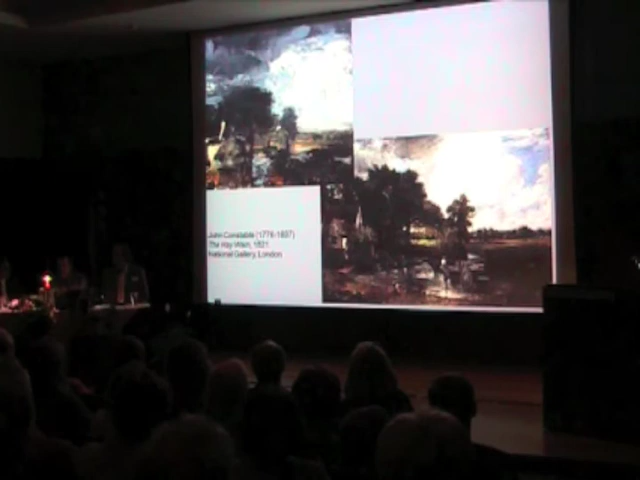 John Constable (1776-1837)
The Hay Wain, 1821
National Gallery, London